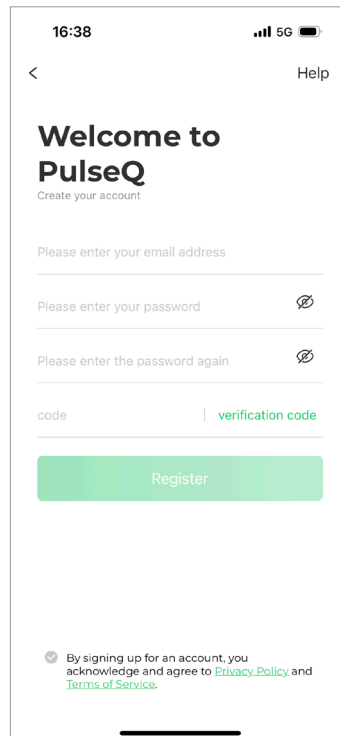 16:38 5G
Help
Welcome to
PulseQ
Create your account
Please enter your email address
Please enter your password
Please enter the password again
code verification code
Register
By signing up for an account, you
acknowledge and agree to Privacy Policy and
Terms of Service.